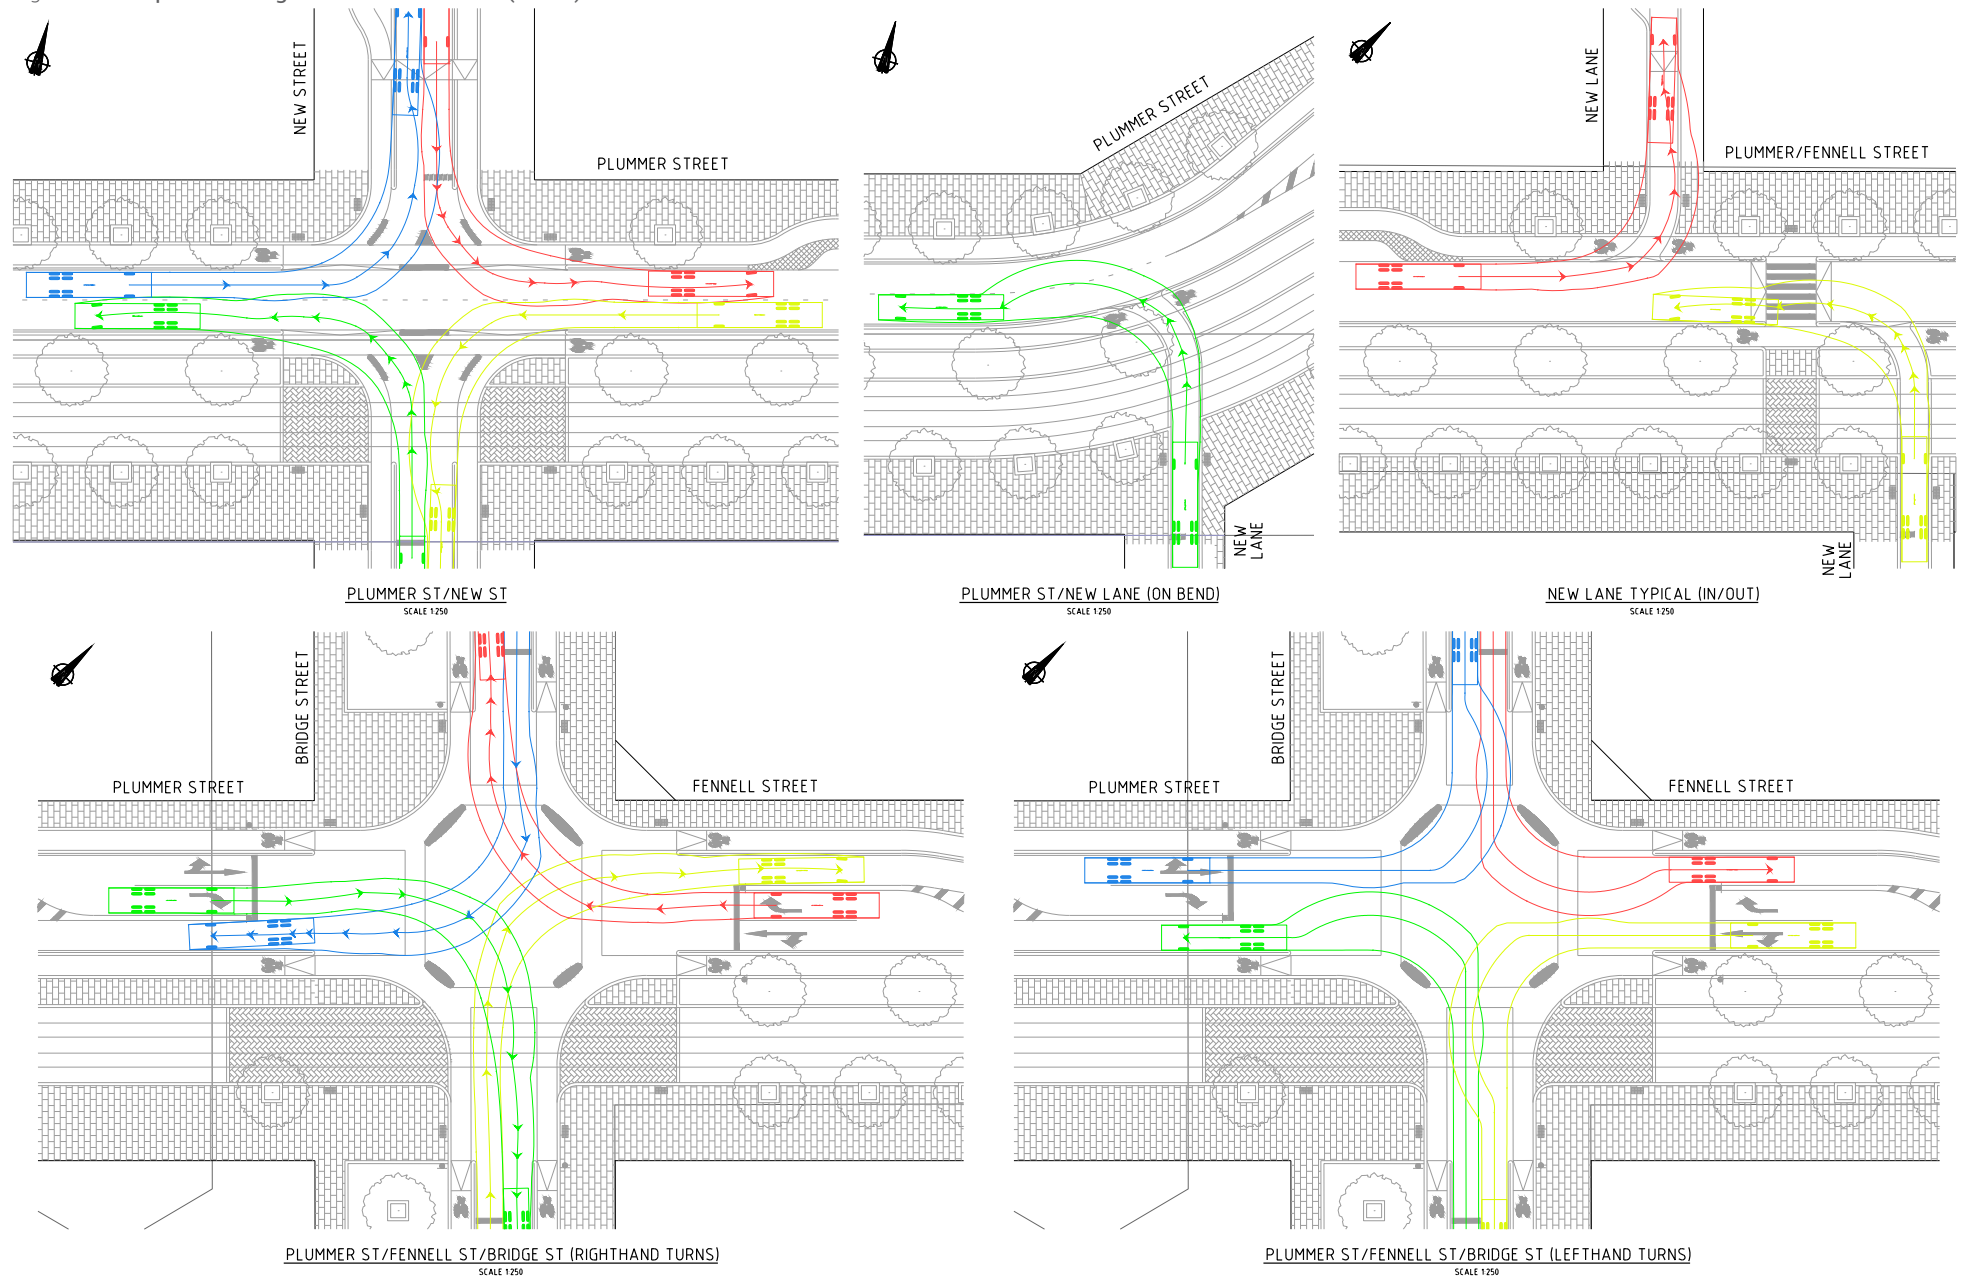 NEW STREET
PLUMMER STREET
PLUMMER ST/NEW ST
SCALE 1:250
PLUMMER STREET
NEW
LANE
PLUMMER ST/NEW LANE (ON BEND)
SCALE 1:250
NEW LANE
PLUMMER/FENNELL STREET
NEW
LANE
NEW LANE TYPICAL (IN/OUT)
SCALE 1:250
BRIDGE STREET
PLUMMER STREET
FENNELL STREET
PLUMMER ST/FENNELL ST/BRIDGE ST (RIGHTHAND TURNS)
SCALE 1:250
BRIDGE STREET
PLUMMER STREET
FENNELL STREET
PLUMMER ST/FENNELL ST/BRIDGE ST (LEFTHAND TURNS)
SCALE 1:250